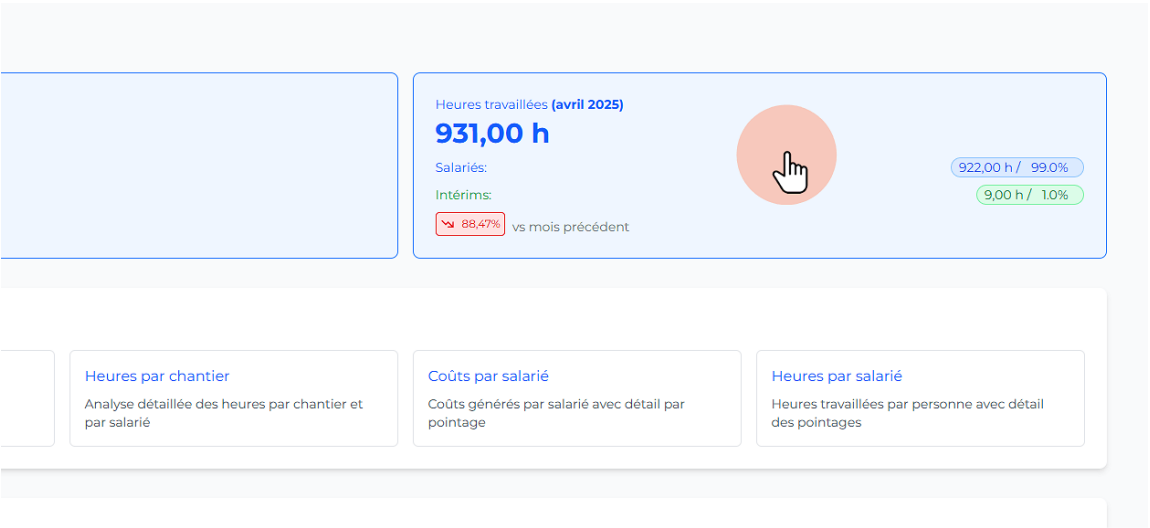 Heures travaillées (avril 2025)
931,00 h
Salariés: 922,00 h / 99.0%
Intérims: 9,00 h / 1.0%
88,47% vs mois précédent
Heures par chantier
Analyse détaillée des heures par chantier et
par salarié
Coûts par salarié
Coûts générés par salarié avec détail par
pointage
Heures par salarié
Heures travaillées par personne avec détail
des pointages